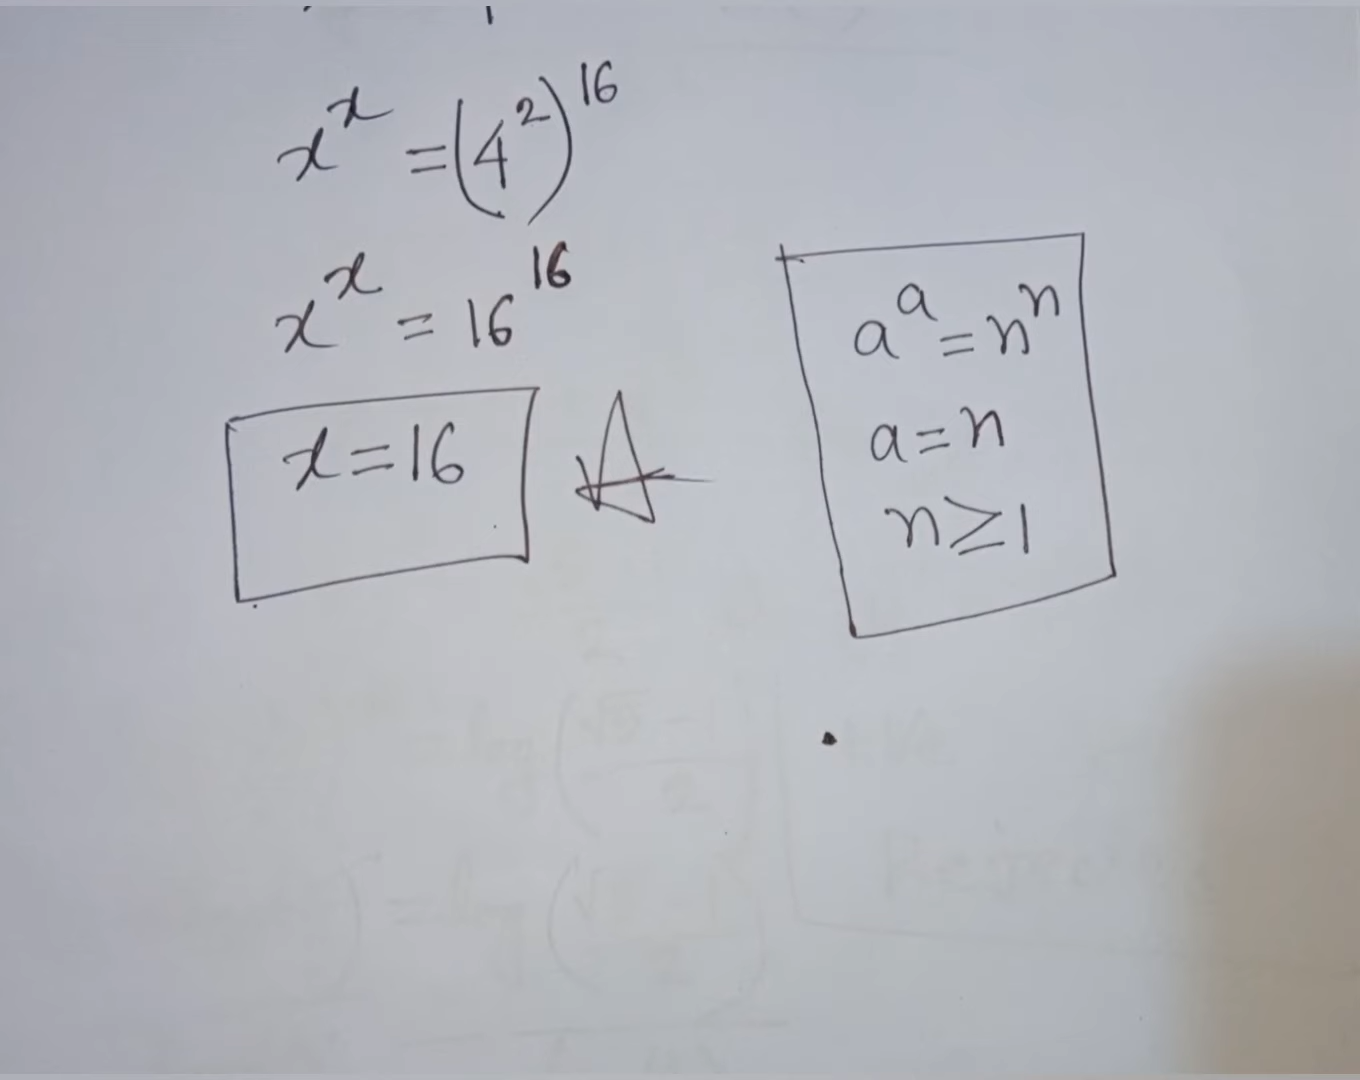 x^x = (4^2)^16
x^x = 16^16
x = 16 A
a^a = n^n
a = n
n ≥ 1